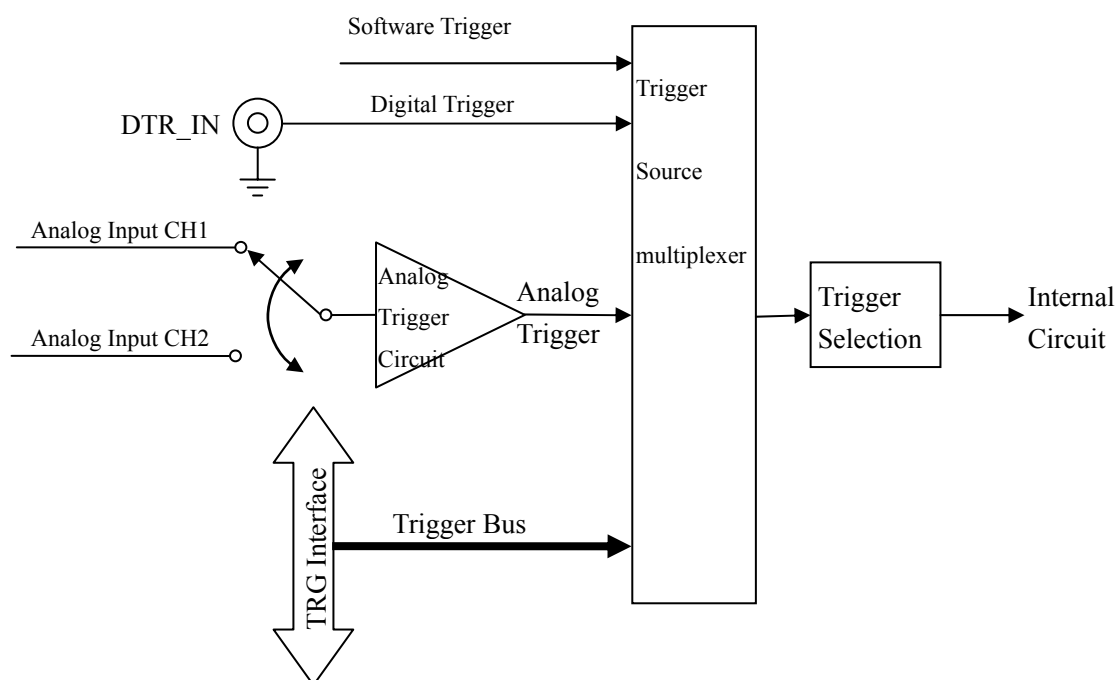 Software Trigger
Digital Trigger
DTR_IN
Trigger
Source
multiplexer
Analog Input CH1
Analog Input CH2
Analog
Trigger
Circuit
Analog
Trigger
Trigger
Selection
Internal
Circuit
TRG Interface
Trigger Bus